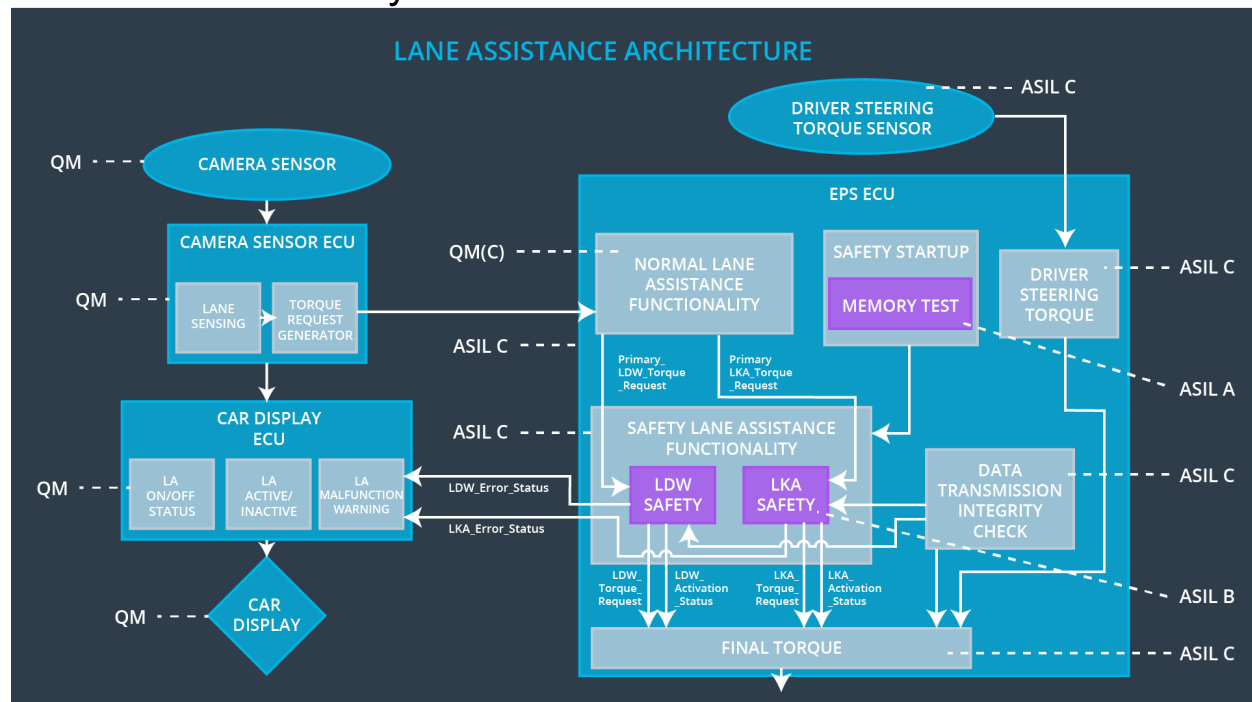 LANE ASSISTANCE ARCHITECTURE
ASIL C
DRIVER STEERING
TORQUE SENSOR
QM
CAMERA SENSOR
EPS ECU
CAMERA SENSOR ECU
QM
LANE
SENSING
TORQUE
REQUEST
GENERATOR
QM(C)
NORMAL LANE
ASSISTANCE
FUNCTIONALITY
SAFETY STARTUP
MEMORY TEST
DRIVER
STEERING
TORQUE
ASIL C
ASIL C
Primary_
LDW_Torque
_Request
Primary
LKA_Torque
_Request
ASIL A
CAR DISPLAY
ECU
ASIL C
SAFETY LANE ASSISTANCE
FUNCTIONALITY
QM
LA
ON/OFF
STATUS
LA
ACTIVE/
INACTIVE
LA
MALFUNCTION
WARNING
LDW_Error_Status
LKA_Error_Status
LDW
SAFETY
LKA
SAFETY
DATA
TRANSMISSION
INTEGRITY
CHECK
ASIL C
LDW_
Torque_
Request
LDW_
Activation
_Status
LKA_
Torque_
Request
LKA_
Activation
_Status
ASIL B
QM
CAR
DISPLAY
FINAL TORQUE
ASIL C